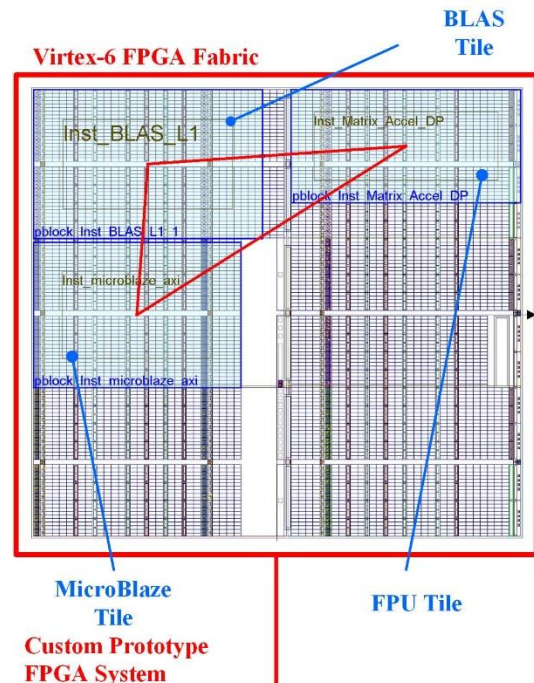 BLAS
Tile
Virtex-6 FPGA Fabric
Inst_BLAS_L1
Inst_Matrix_Accel_DP
pblock_Inst_Matrix_Accel_DP
pblock_Inst_BLAS_L1_1
Inst_microblaze_axi
pblock_Inst_microblaze_axi
MicroBlaze
Tile
FPU Tile
Custom Prototype
FPGA System